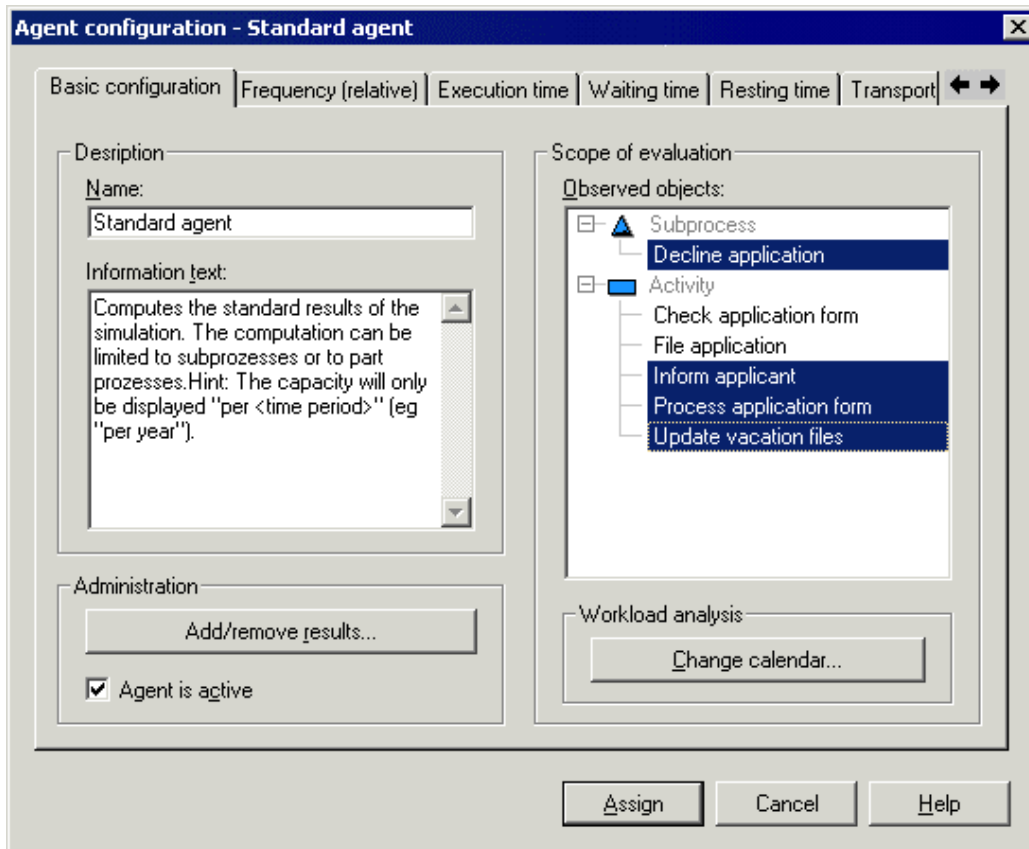 Agent configuration - Standard agent
Basic configuration
Frequency (relative)
Execution time
Waiting time
Resting time
Transport
Desription
Name:
Standard agent
Information text:
Computes the standard results of the
simulation. The computation can be
limited to subprozesses or to part
prozesses.Hint: The capacity will only
be displayed "per <time period>" (eg
"per year").
Administration
Add/remove results...
Agent is active
Scope of evaluation
Observed objects:
Subprocess
Decline application
Activity
Check application form
File application
Inform applicant
Process application form
Update vacation files
Workload analysis
Change calendar...
Assign
Cancel
Help